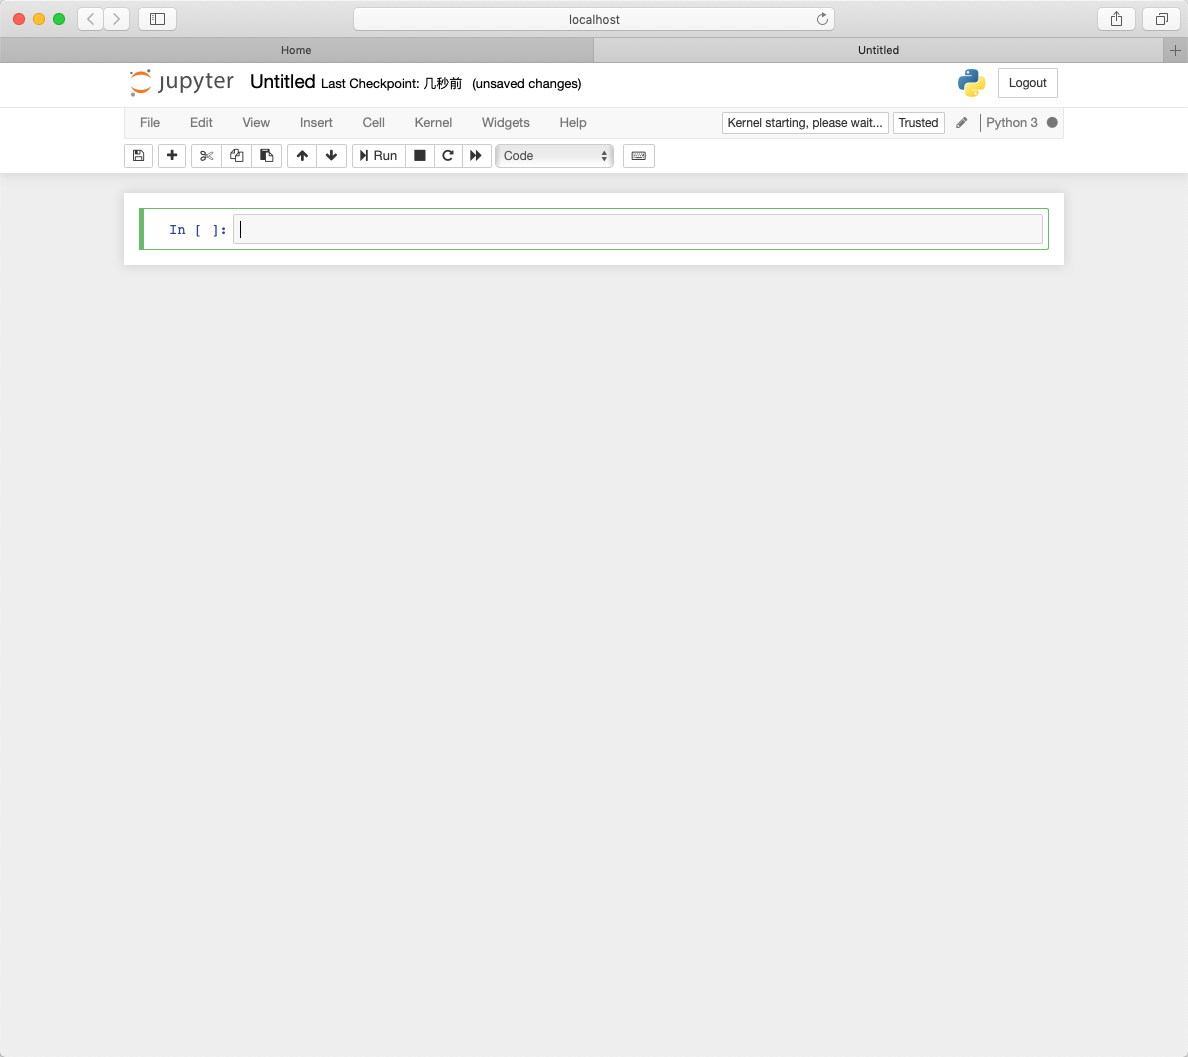 localhost
Home Untitled
jupyter Untitled Last Checkpoint: 几秒前 (unsaved changes) Logout
File Edit View Insert Cell Kernel Widgets Help Kernel starting, please wait... Trusted Python 3
Run Code
In [ ]: